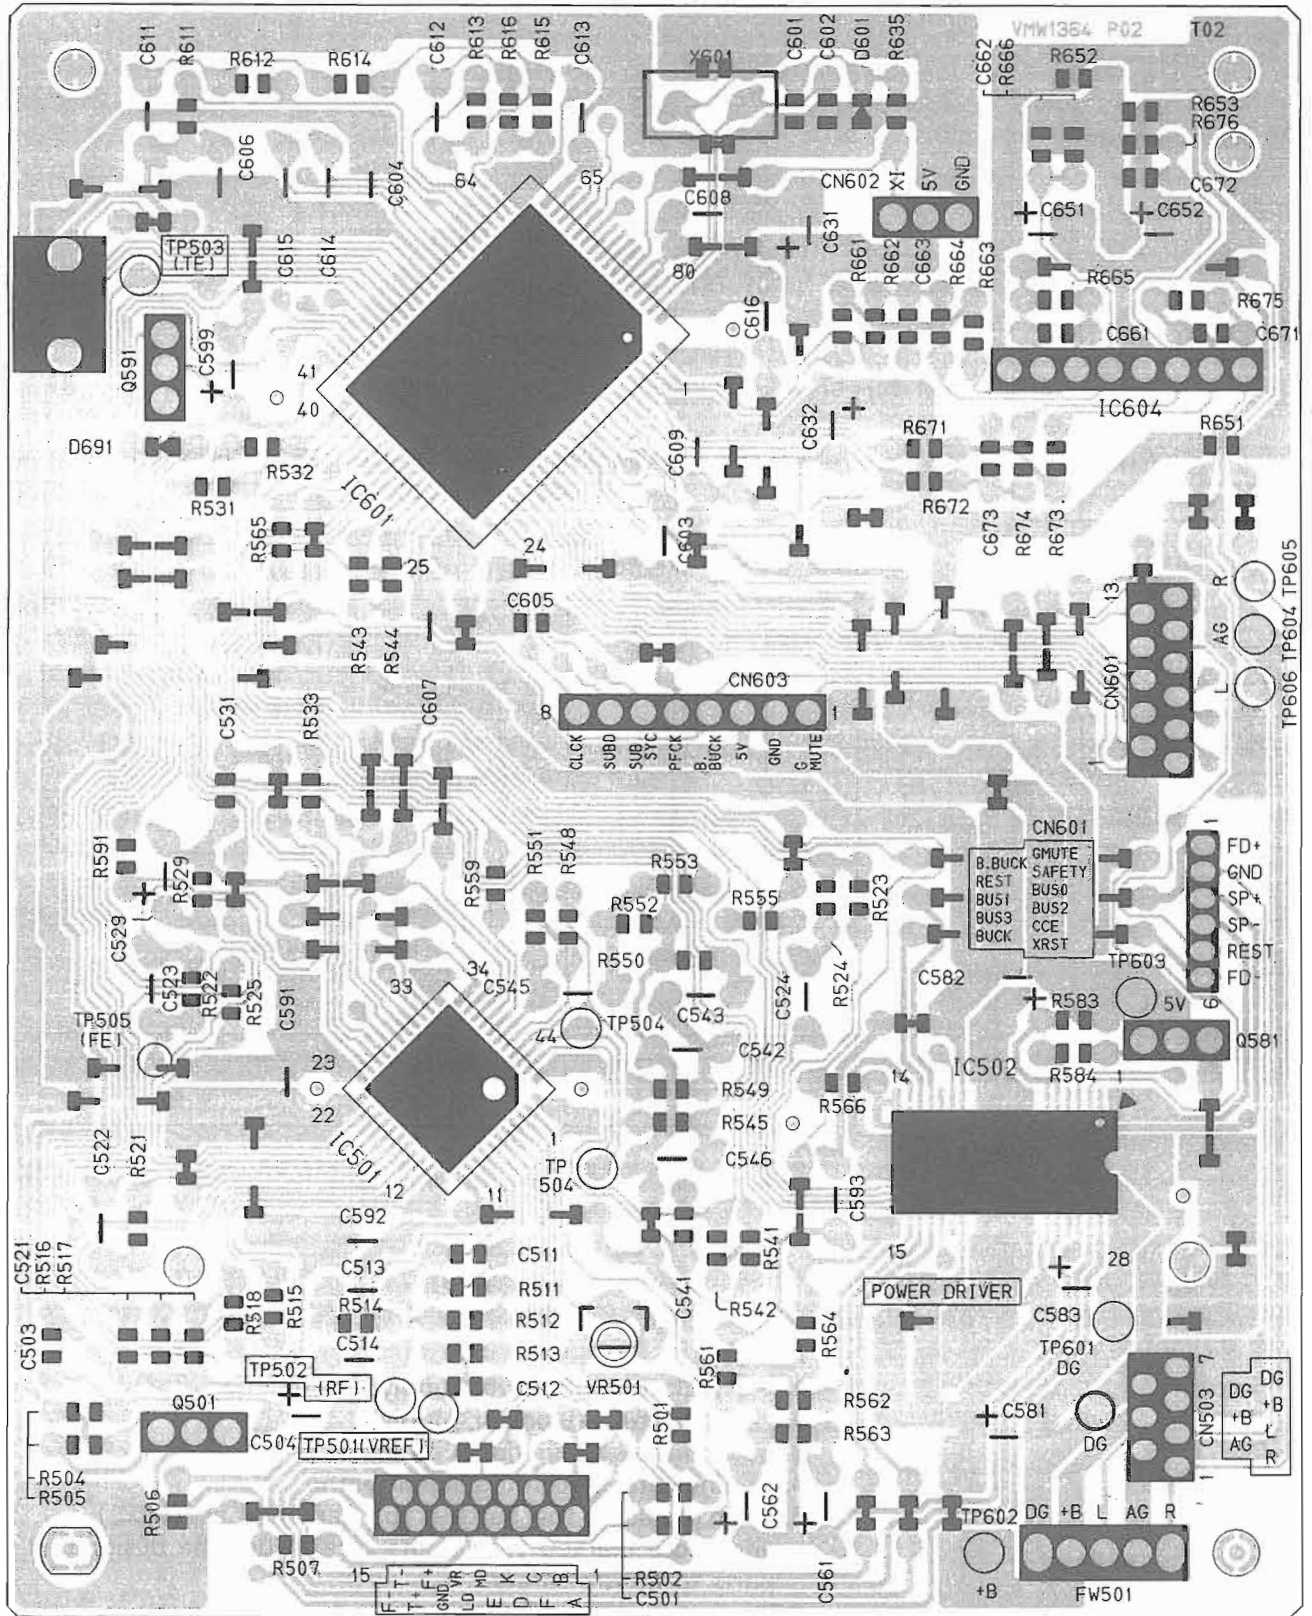 VMW1364 P02
T02
C611
R611
R612
R614
C612
R613
R616
R615
C613
X601
C601
C602
D601
R635
C662
R666
R652
R653
R676
C672
C606
C604
64
65
CN602
XI
5V
GND
C608
C631
C651
C652
TP503
(TE)
C615
C614
80
R661
R662
C663
R664
R663
R665
R675
C616
C661
C671
Q591
C599
41
40
1
IC604
D691
R532
IC601
C609
C632
R671
R651
R531
R672
R565
25
24
C603
C673
R674
R673
C605
R543
R544
C607
CN603
8
1
CLCK
SUBD
SUB
SYC
PFCK
B.
BUCK
5V
GND
G.
MUTE
CN601
13
1
R
AG
L
TP605
TP604
TP606
C531
R533
R591
R529
C529
R559
R551
R548
R553
R552
R555
R550
R523
R524
CN601
B.BUCK
GMUTE
REST
SAFETY
BUS1
BUS0
BUS3
BUS2
BUCK
CCE
XRST
1
FD+
GND
SP+
SP-
REST
FD-
6
C523
R522
R525
C591
33
34
C545
C543
C524
C582
TP603
5V
R583
Q581
TP505
(FE)
44
TP504
C542
IC502
R584
23
22
R549
R545
R566
14
1
C522
R521
IC501
1
TP
504
C546
12
11
C592
C593
C513
C511
R541
15
28
C521
R516
R517
R518
R515
R514
R511
R512
R513
C514
C512
C541
R542
R564
POWER DRIVER
C583
TP601
DG
C503
TP502
(RF)
VR501
R561
R562
R563
C581
DG
CN503
7
1
DG
DG
+B
+B
L
AG
R
Q501
C504
TP501(VREF)
R501
R504
R505
R506
R507
C562
C561
TP602
DG
+B
L
AG
R
+B
FW501
15
1
R502
C501
F-
T-
T+
F+
GND
VR
LD
MD
E
K
D
C
F
B
A